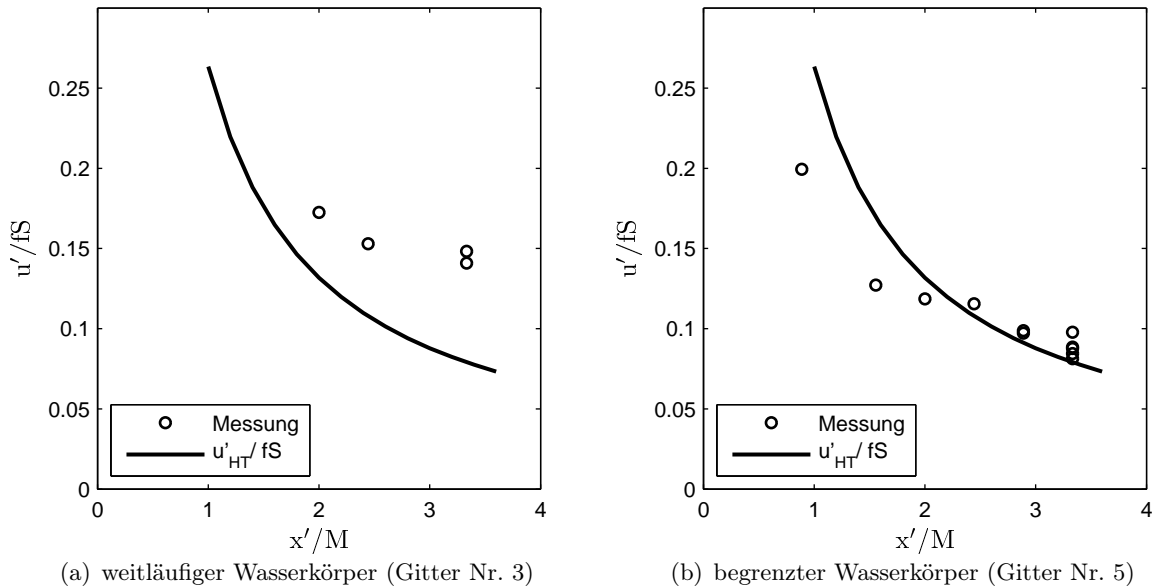 0.25
0.2
0.15
0.1
0.05
0
0 1 2 3 4
u′/fS
x′/M
Messung
u'HT/ fS
(a) weitläufiger Wasserkörper (Gitter Nr. 3)
0.25
0.2
0.15
0.1
0.05
0
0 1 2 3 4
u′/fS
x′/M
Messung
u'HT/ fS
(b) begrenzter Wasserkörper (Gitter Nr. 5)